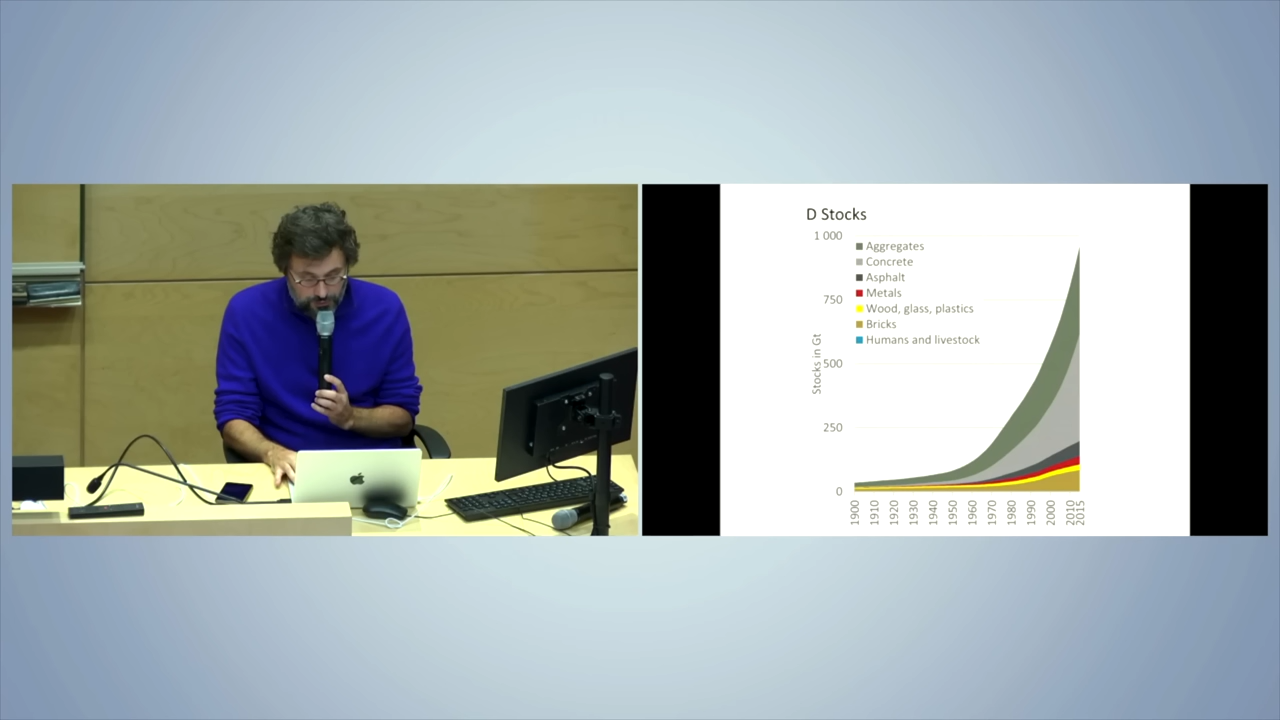 D Stocks
1 000
Aggregates
Concrete
Asphalt
Metals
750
Wood, glass, plastics
Bricks
Humans and livestock
Stocks in Gt
500
250
0
1900
1910
1920
1930
1940
1950
1960
1970
1980
1990
2000
2010
2015